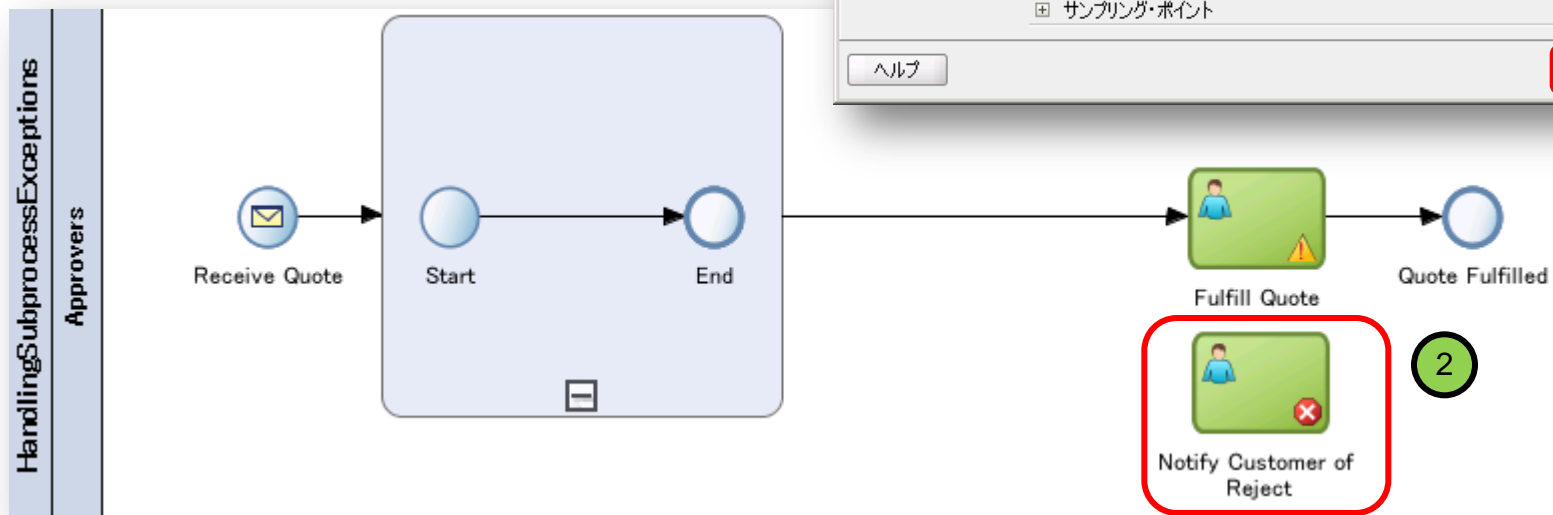 サンプリング・ポイント
ヘルプ
HandlingSubprocessExceptions
Approvers
Receive Quote
Start
End
Fulfill Quote
Quote Fulfilled
2
Notify Customer of
Reject